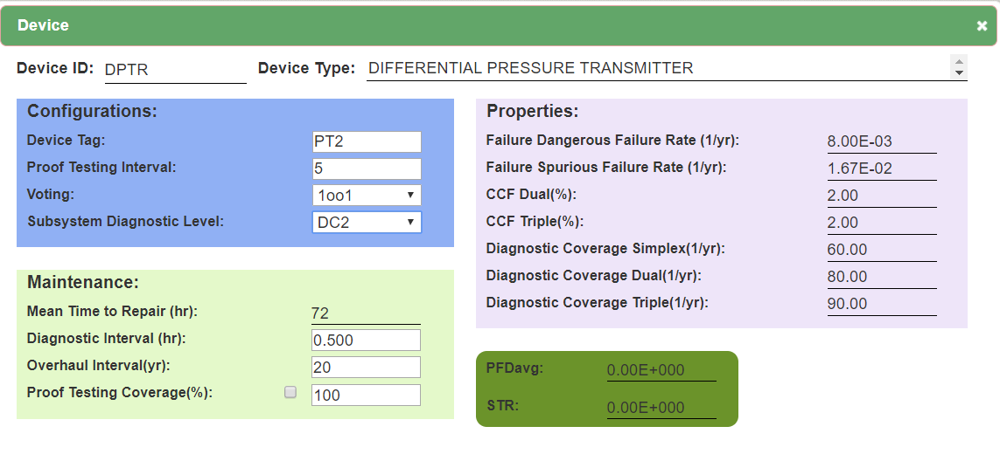 Device ×
Device ID: DPTR Device Type: DIFFERENTIAL PRESSURE TRANSMITTER
Configurations:
Device Tag: PT2
Proof Testing Interval: 5
Voting: 1oo1
Subsystem Diagnostic Level: DC2
Maintenance:
Mean Time to Repair (hr): 72
Diagnostic Interval (hr): 0.500
Overhaul Interval(yr): 20
Proof Testing Coverage(%): 100
Properties:
Failure Dangerous Failure Rate (1/yr): 8.00E-03
Failure Spurious Failure Rate (1/yr): 1.67E-02
CCF Dual(%): 2.00
CCF Triple(%): 2.00
Diagnostic Coverage Simplex(1/yr): 60.00
Diagnostic Coverage Dual(1/yr): 80.00
Diagnostic Coverage Triple(1/yr): 90.00
PFDavg: 0.00E+000
STR: 0.00E+000